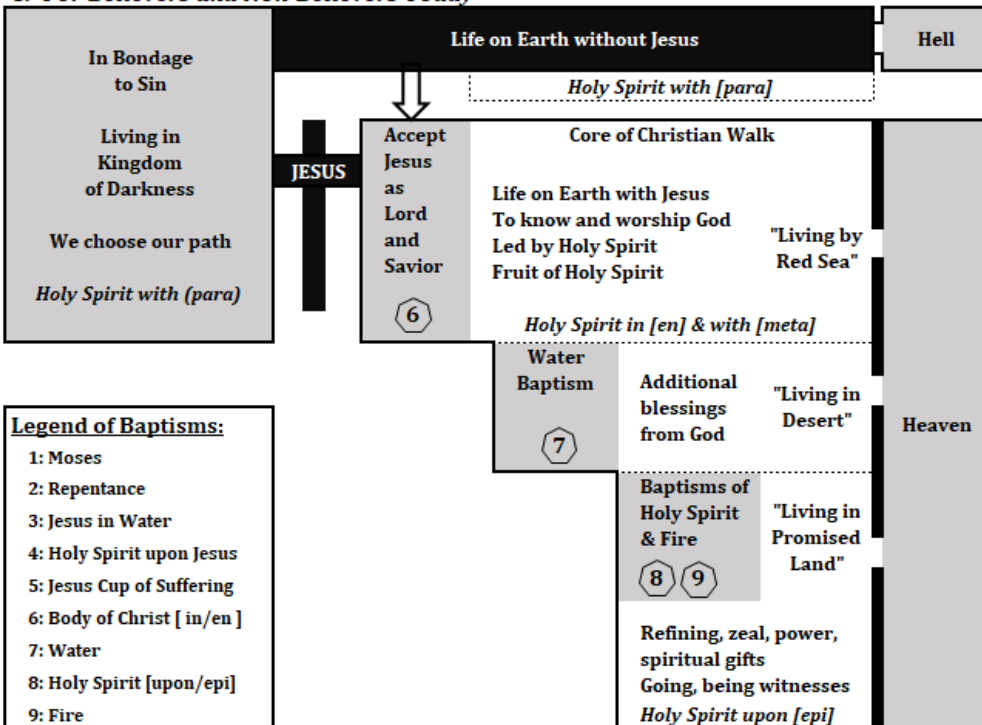 In Bondage
to Sin
Living in
Kingdom
of Darkness
We choose our path
Holy Spirit with (para)
Life on Earth without Jesus
Hell
Holy Spirit with [para]
JESUS
Accept
Jesus
as
Lord
and
Savior
6
Core of Christian Walk
Life on Earth with Jesus
To know and worship God
Led by Holy Spirit
Fruit of Holy Spirit
"Living by
Red Sea"
Holy Spirit in [en] & with [meta]
Water
Baptism
7
Additional
blessings
from God
"Living in
Desert"
Heaven
Baptisms of
Holy Spirit
& Fire
8 9
"Living in
Promised
Land"
Refining, zeal, power,
spiritual gifts
Going, being witnesses
Holy Spirit upon [epi]
Legend of Baptisms:
1: Moses
2: Repentance
3: Jesus in Water
4: Holy Spirit upon Jesus
5: Jesus Cup of Suffering
6: Body of Christ [ in/en ]
7: Water
8: Holy Spirit [upon/epi]
9: Fire